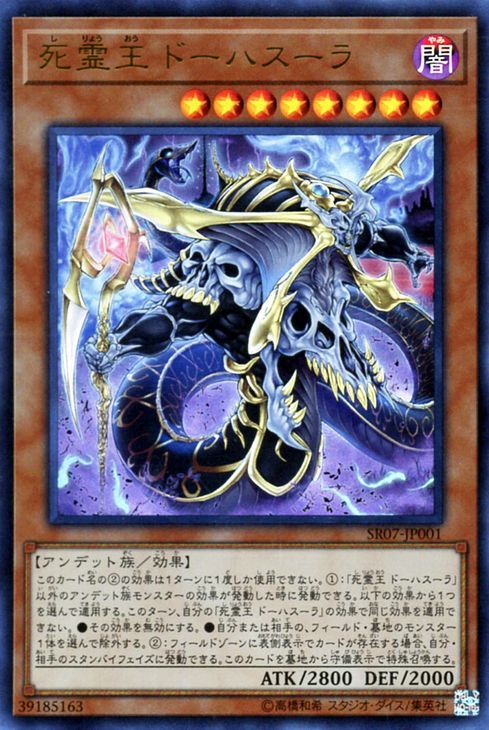 死霊王 ドーハスーラ
しりょうおう
闇
やみ
SR07-JP001
【アンデット族／効果】
このカード名の②の効果は1ターンに1度しか使用できない。①：「死霊王 ドーハスーラ」
以外のアンデット族モンスターの効果が発動した時に発動できる。以下の効果から1つ
を選んで適用する。このターン、自分の「死霊王 ドーハスーラ」の効果で同じ効果を適用で
きない。●その効果を無効にする。●自分または相手の、フィールド・墓地のモンスター
1体を選んで除外する。②：フィールドゾーンに表側表示でカードが存在する場合、自分・
相手のスタンバイフェイズに発動できる。このカードを墓地から守備表示で特殊召喚する。
ATK/2800 DEF/2000
39185163
©高橋和希 スタジオ・ダイス/集英社